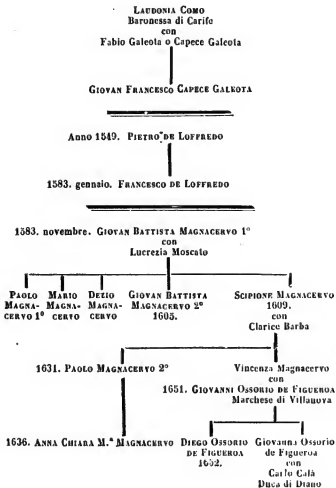 LAUDONIA COMO
Baronessa di Carife
con
Fabio Galeota o Capece Galeota
GIOVAN FRANCESCO CAPECE GALEOTA
Anno 1549. PIETRO DE LOFFREDO
1583. gennaio. FRANCESCO DE LOFFREDO
1583. novembre. GIOVAN BATTISTA MAGNACERVO 1º
con
Lucrezia Moscato
PAOLO MAGNA-CERVO 1º
MARIO MAGNA-CERVO
DEZIO MAGNA-CERVO
GIOVAN BATTISTA MAGNACERVO 2º 1605.
SCIPIONE MAGNACERVO
1609.
con
Clarice Barba
1631. PAOLO MAGNACERVO 2º
Vincenza Magnacervo
con
1651. GIOVANNI OSSORIO DE FIGUEROA
Marchese di Villanova
1636. ANNA CHIARA M.ª MAGNACERVO
DIEGO OSSORIO
DE FIGUEROA
1652.
Giovanna Ossorio
de Figueroa
con
Carlo Calà
Duca di Diano